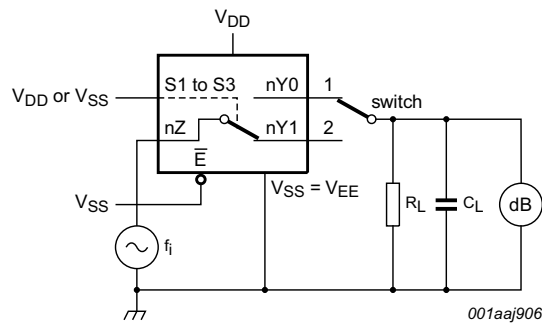 VDD
S1 to S3
nY0
1
VDD or VSS
switch
nZ
nY1
2
E
VSS = VEE
VSS
RL
CL
dB
fi
001aaj906